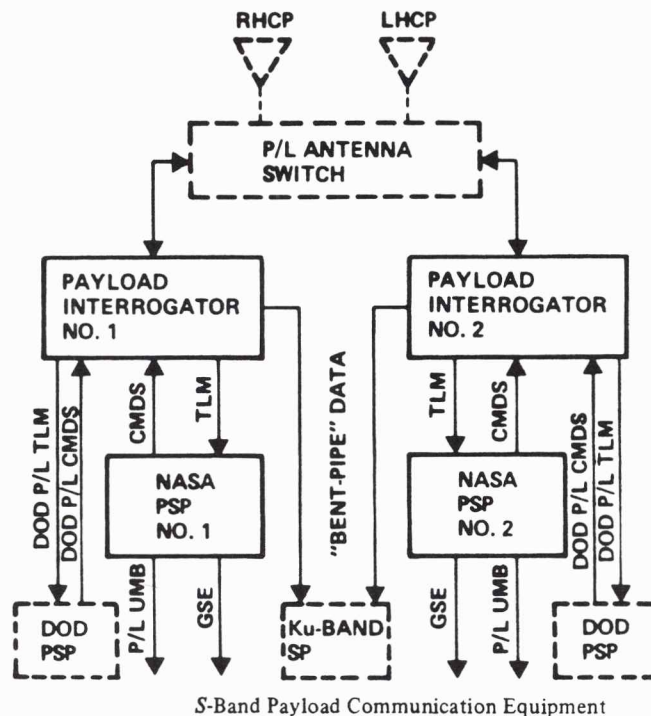 RHCP
LHCP
P/L ANTENNA
SWITCH
PAYLOAD
INTERROGATOR
NO. 1
PAYLOAD
INTERROGATOR
NO. 2
DOD P/L TLM
DOD P/L CMDS
CMDS
TLM
"BENT-PIPE" DATA
TLM
CMDS
DOD P/L CMDS
DOD P/L TLM
NASA
PSP
NO. 1
NASA
PSP
NO. 2
P/L UMB
GSE
GSE
P/L UMB
DOD
PSP
Ku-BAND
SP
DOD
PSP
S-Band Payload Communication Equipment